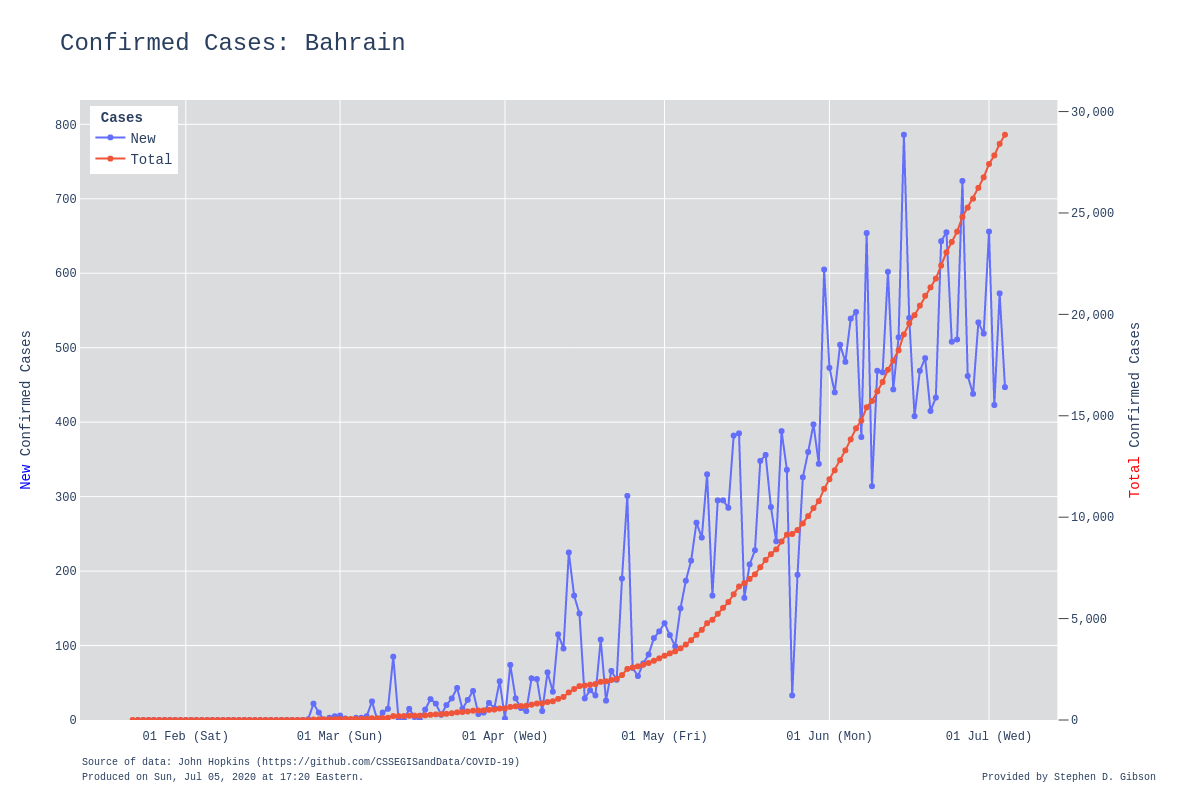 Confirmed Cases: Bahrain
Cases
New
Total
800
700
600
500
400
300
200
100
0
30,000
25,000
20,000
15,000
10,000
5,000
0
New Confirmed Cases
Total Confirmed Cases
01 Feb (Sat)
01 Mar (Sun)
01 Apr (Wed)
01 May (Fri)
01 Jun (Mon)
01 Jul (Wed)
Source of data: John Hopkins (https://github.com/CSSEGISandData/COVID-19)
Produced on Sun, Jul 05, 2020 at 17:20 Eastern.
Provided by Stephen D. Gibson